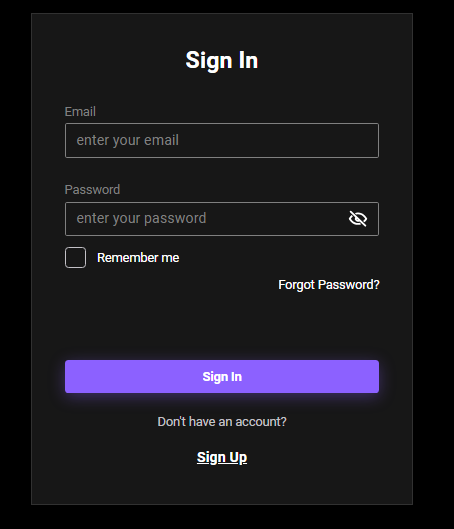 Sign In
Email
enter your email
Password
enter your password
Remember me
Forgot Password?
Sign In
Don't have an account?
Sign Up